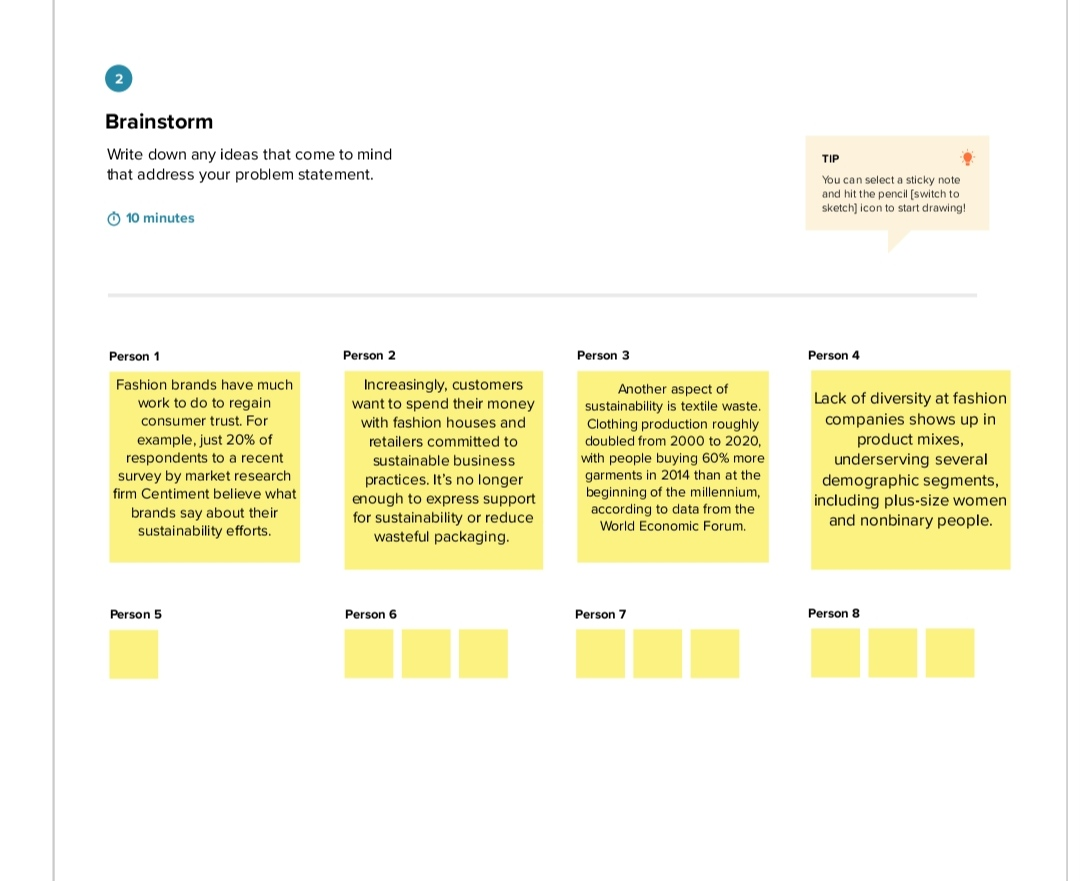 2
Brainstorm
Write down any ideas that come to mind
that address your problem statement.
10 minutes
TIP
You can select a sticky note
and hit the pencil [switch to
sketch] icon to start drawing!
Person 1
Fashion brands have much
work to do to regain
consumer trust. For
example, just 20% of
respondents to a recent
survey by market research
firm Centiment believe what
brands say about their
sustainability efforts.
Person 2
Increasingly, customers
want to spend their money
with fashion houses and
retailers committed to
sustainable business
practices. It's no longer
enough to express support
for sustainability or reduce
wasteful packaging.
Person 3
Another aspect of
sustainability is textile waste.
Clothing production roughly
doubled from 2000 to 2020,
with people buying 60% more
garments in 2014 than at the
beginning of the millennium,
according to data from the
World Economic Forum.
Person 4
Lack of diversity at fashion
companies shows up in
product mixes,
underserving several
demographic segments,
including plus-size women
and nonbinary people.
Person 5
Person 6
Person 7
Person 8